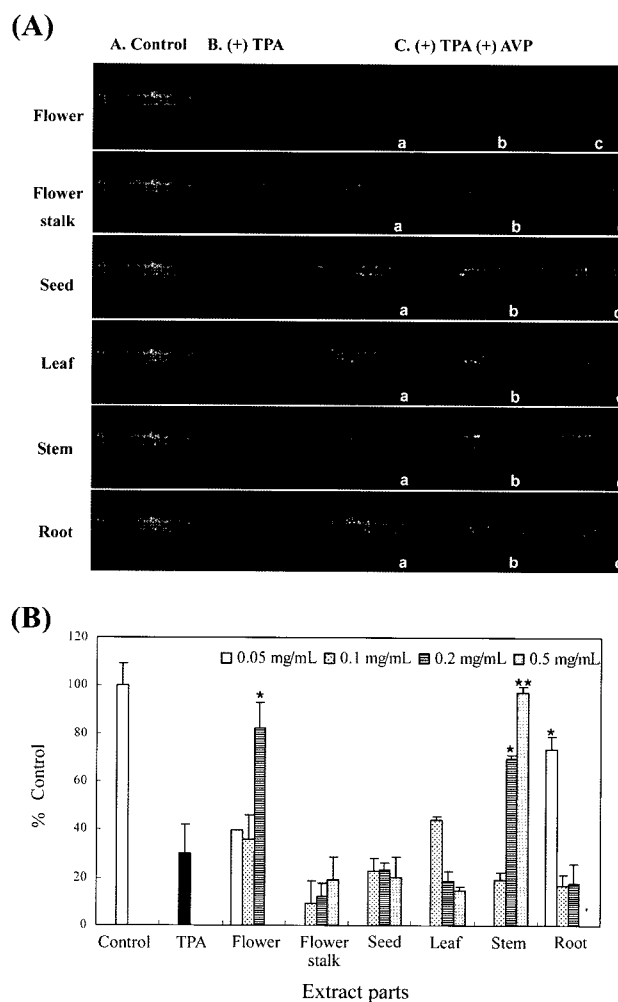 (A)
A. Control B. (+) TPA C. (+) TPA (+) AVP
Flower
a b c
Flower
stalk
a b
Seed
a b
Leaf
a b
Stem
a b
Root
a b
(B)
120
100
80
60
40
20
0
% Control
0.05 mg/mL 0.1 mg/mL 0.2 mg/mL 0.5 mg/mL
* ** * *
Control TPA Flower Flower stalk Seed Leaf Stem Root
Extract parts